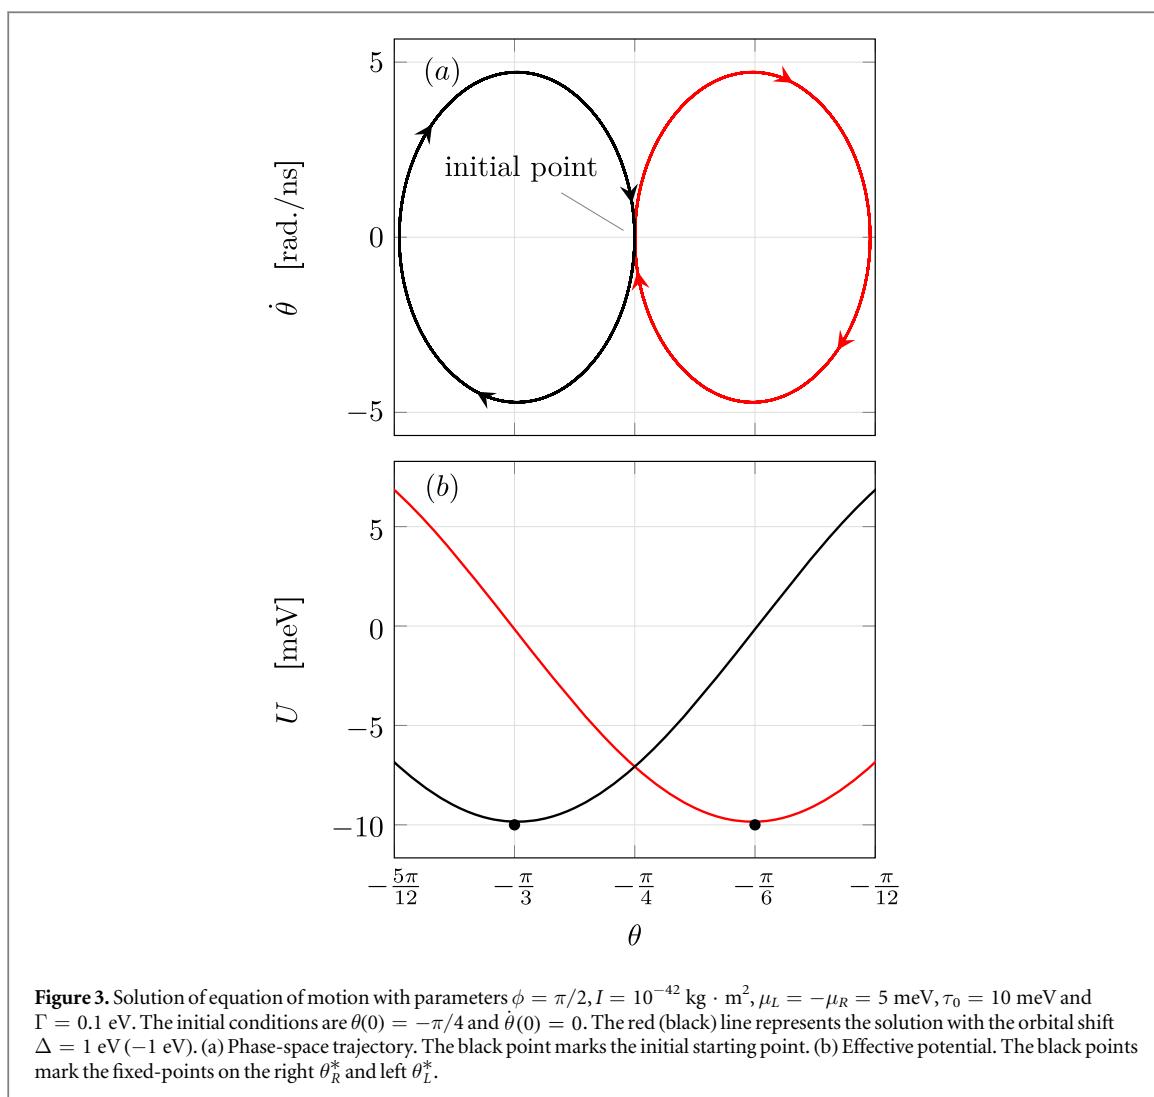 (a)
5
0
−5
θ̇ [rad./ns]
initial point
(b)
5
0
−5
−10
U [meV]
−5π/12 −π/3 −π/4 −π/6 −π/12
θ
Figure 3. Solution of equation of motion with parameters ϕ = π/2, I = 10⁻⁴² kg · m², μ_L = −μ_R = 5 meV, τ₀ = 10 meV and
Γ = 0.1 eV. The initial conditions are θ(0) = −π/4 and θ̇(0) = 0. The red (black) line represents the solution with the orbital shift
Δ = 1 eV (−1 eV). (a) Phase-space trajectory. The black point marks the initial starting point. (b) Effective potential. The black points
mark the fixed-points on the right θ*_R and left θ*_L.